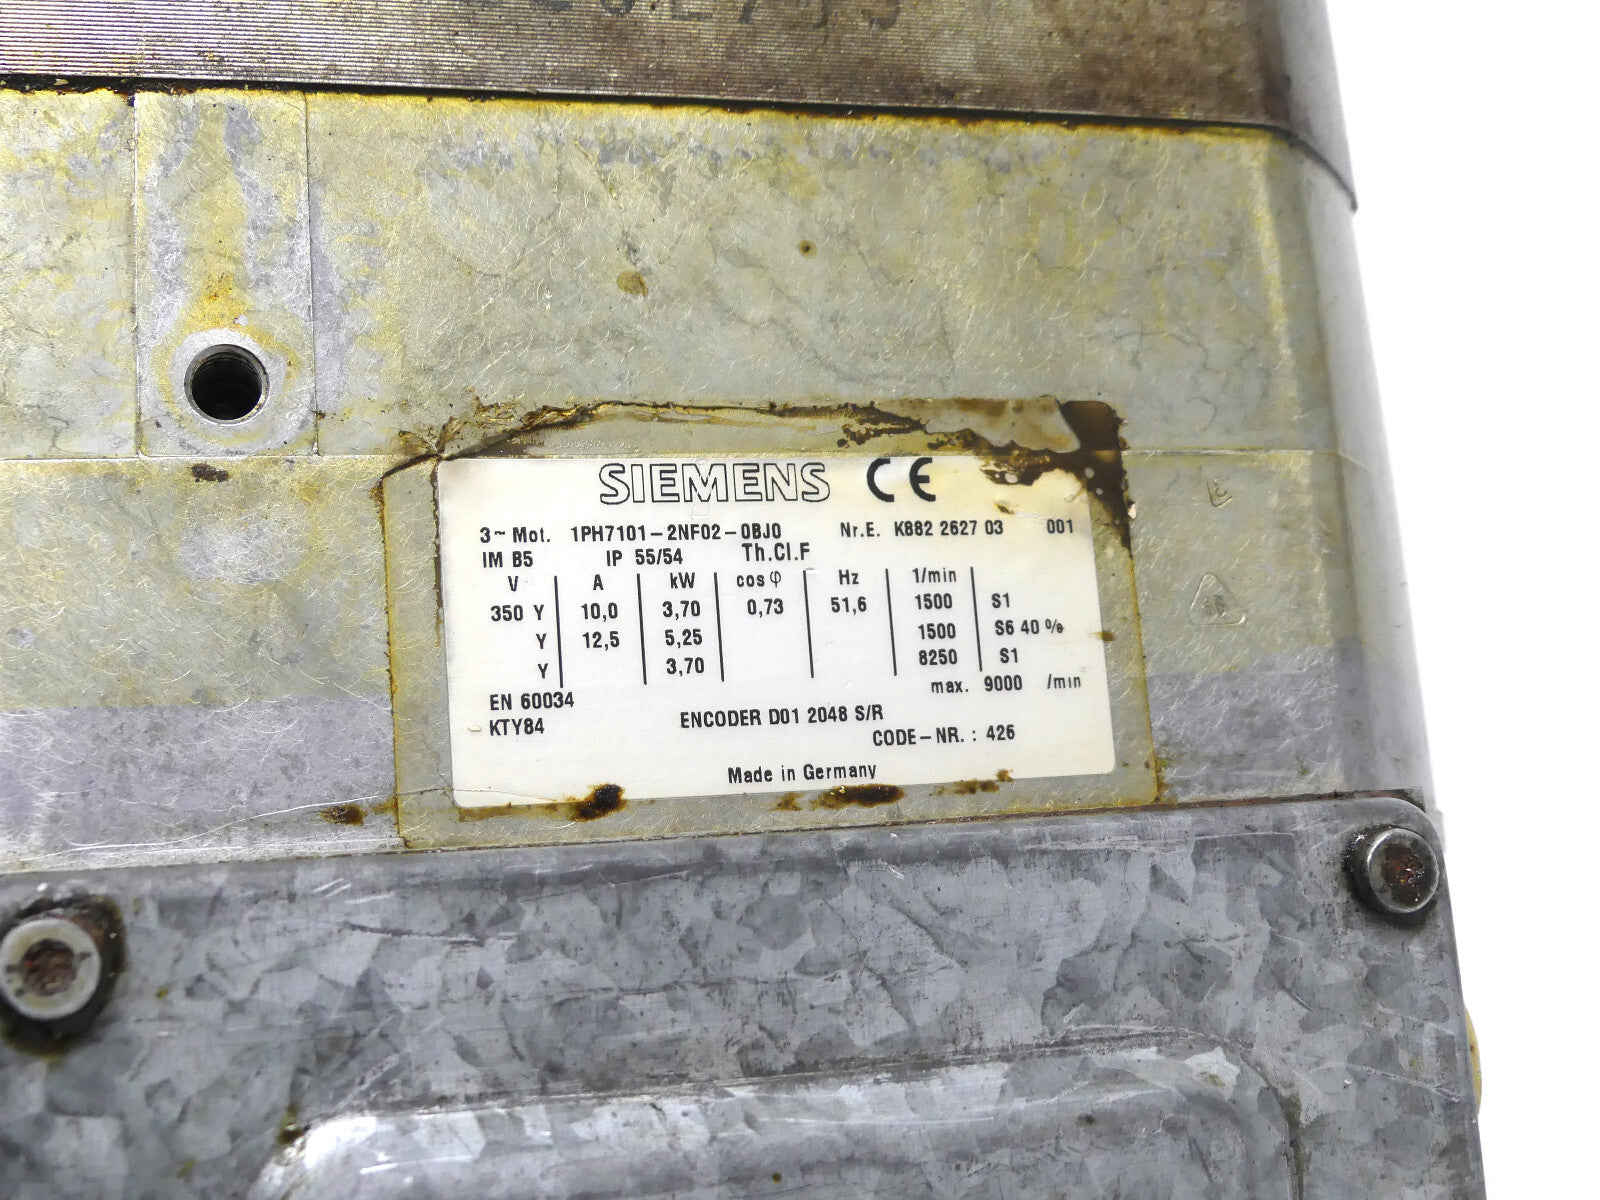 SIEMENS CE
3~ Mot. 1PH7101-2NF02-0BJ0 Nr.E. K882 2627 03 001
IM B5 IP 55/54 Th.Cl.F
V A kW cos φ Hz 1/min
350 Y 10,0 3,70 0,73 51,6 1500 S1
Y 12,5 5,25 1500 S6 40 %
Y 3,70 8250 S1
max. 9000 /min
EN 60034
KTY84 ENCODER D01 2048 S/R
CODE-NR. : 426
Made in Germany